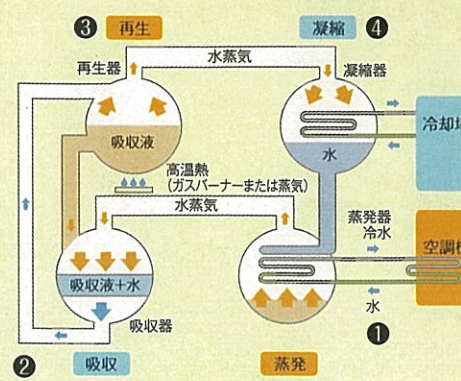 ❸ 再生
凝縮 ❹
再生器
水蒸気
凝縮器
吸収液
水
冷却塔
高温熱
(ガスバーナーまたは蒸気)
水蒸気
蒸発器
冷水
空調機
吸収液+水
水
吸収器
❶
❷ 吸収
蒸発